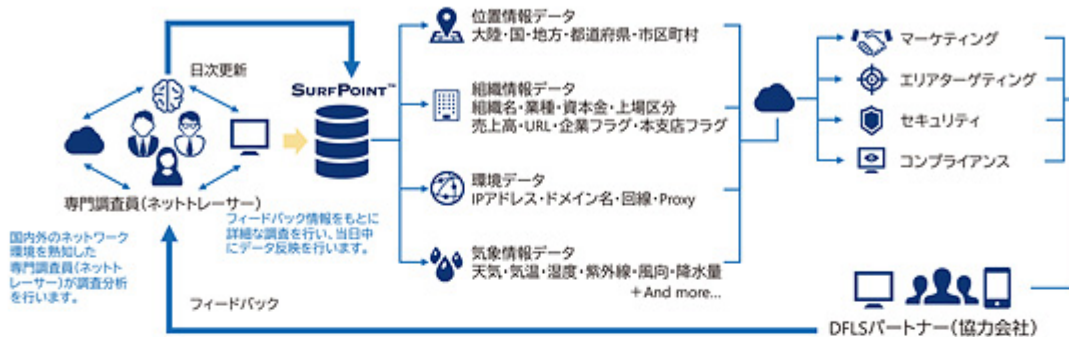 日次更新
専門調査員(ネットトレーサー)
国内外のネットワーク
環境を熟知した
専門調査員(ネットト
レーサー)が調査分析
を行います。
SURFPOINT™
フィードバック情報をもとに
詳細な調査を行い、当日中
にデータ反映を行います。
位置情報データ
大陸・国・地方・都道府県・市区町村
組織情報データ
組織名・業種・資本金・上場区分
売上高・URL・企業フラグ・本支店フラグ
環境データ
IPアドレス・ドメイン名・回線・Proxy
気象情報データ
天気・気温・湿度・紫外線・風向・降水量
+And more...
マーケティング
エリアターゲティング
セキュリティ
コンプライアンス
フィードバック
DFLSパートナー(協力会社)